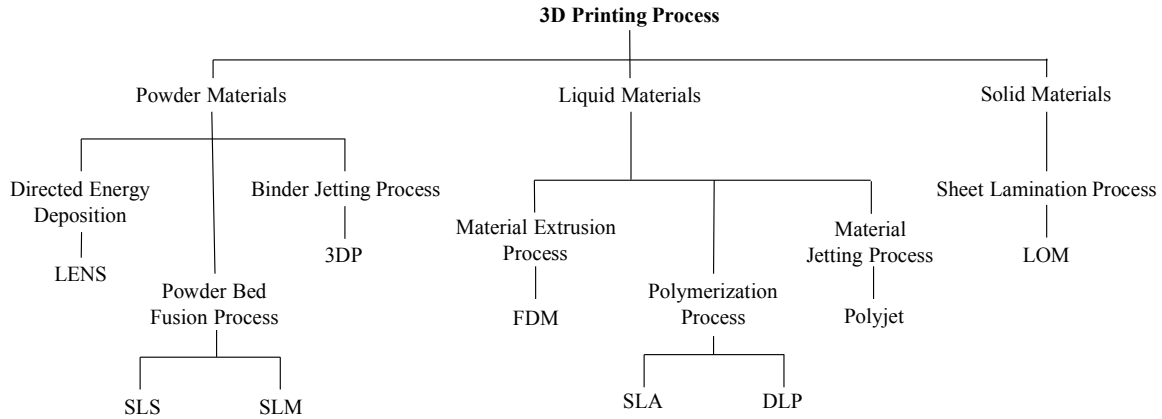 3D Printing Process
Powder Materials
Liquid Materials
Solid Materials
Directed Energy
Deposition
Binder Jetting Process
Sheet Lamination Process
Material Extrusion
Process
Material
Jetting Process
LENS
3DP
LOM
Powder Bed
Fusion Process
Polymerization
Process
FDM
Polyjet
SLS
SLM
SLA
DLP